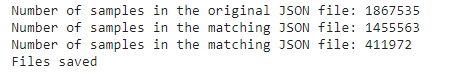 Number of samples in the original JSON file: 1867535
Number of samples in the matching JSON file: 1455563
Number of samples in the matching JSON file: 411972
Files saved